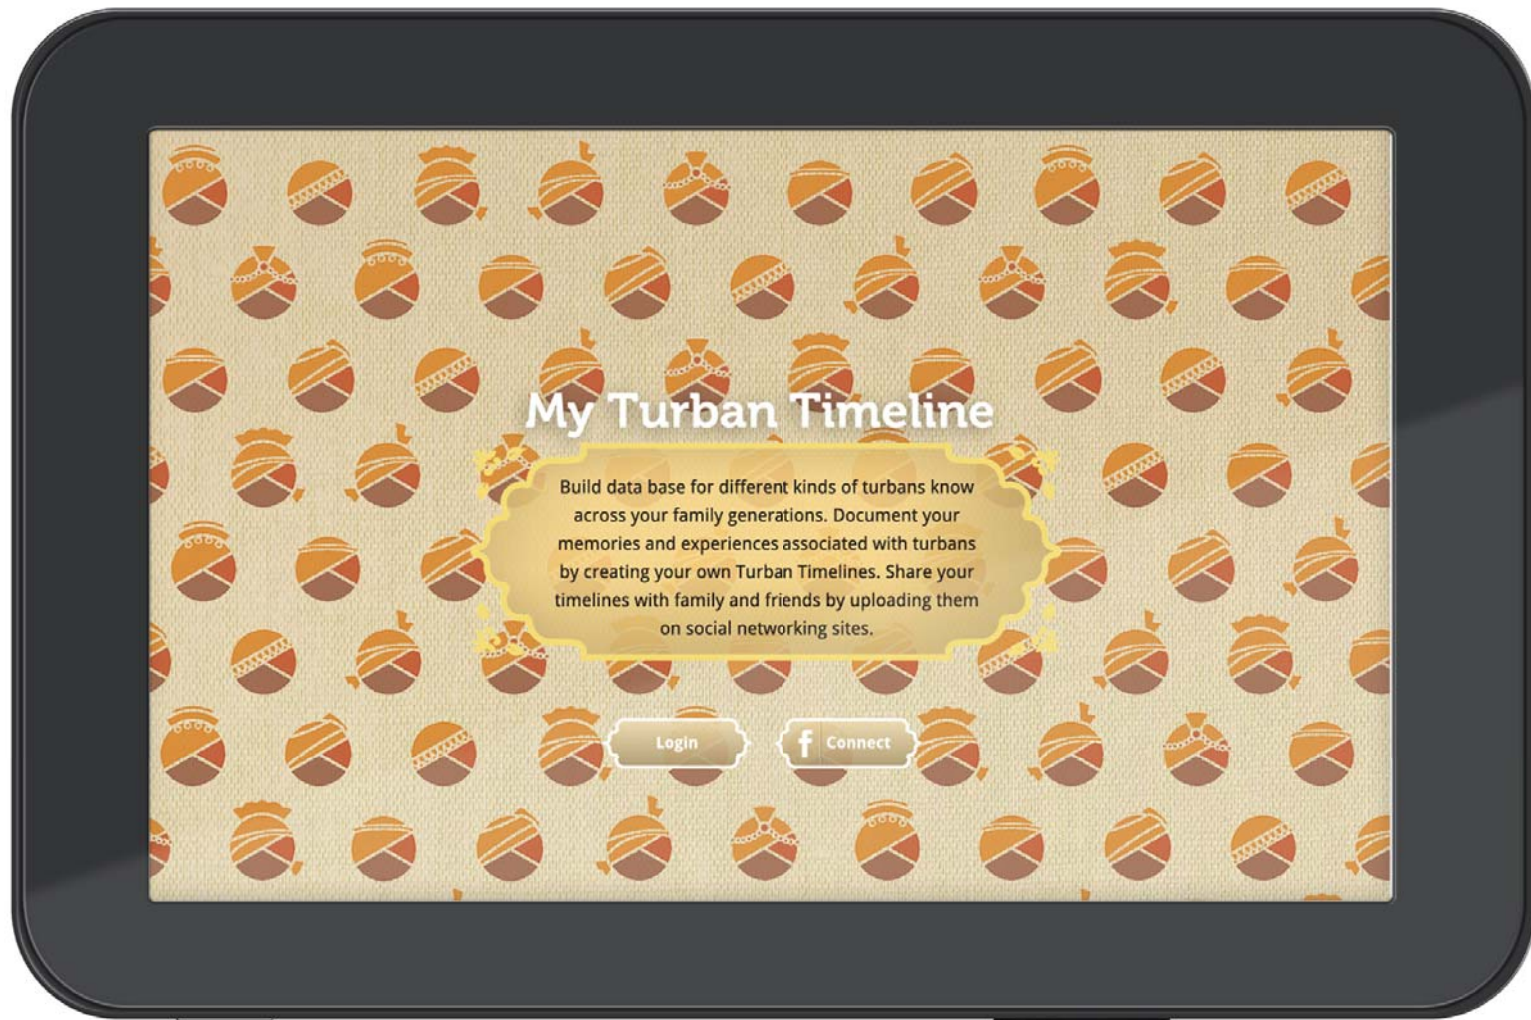 My Turban Timeline
Build data base for different kinds of turbans know
across your family generations. Document your
memories and experiences associated with turbans
by creating your own Turban Timelines. Share your
timelines with family and friends by uploading them
on social networking sites.
Login
f Connect